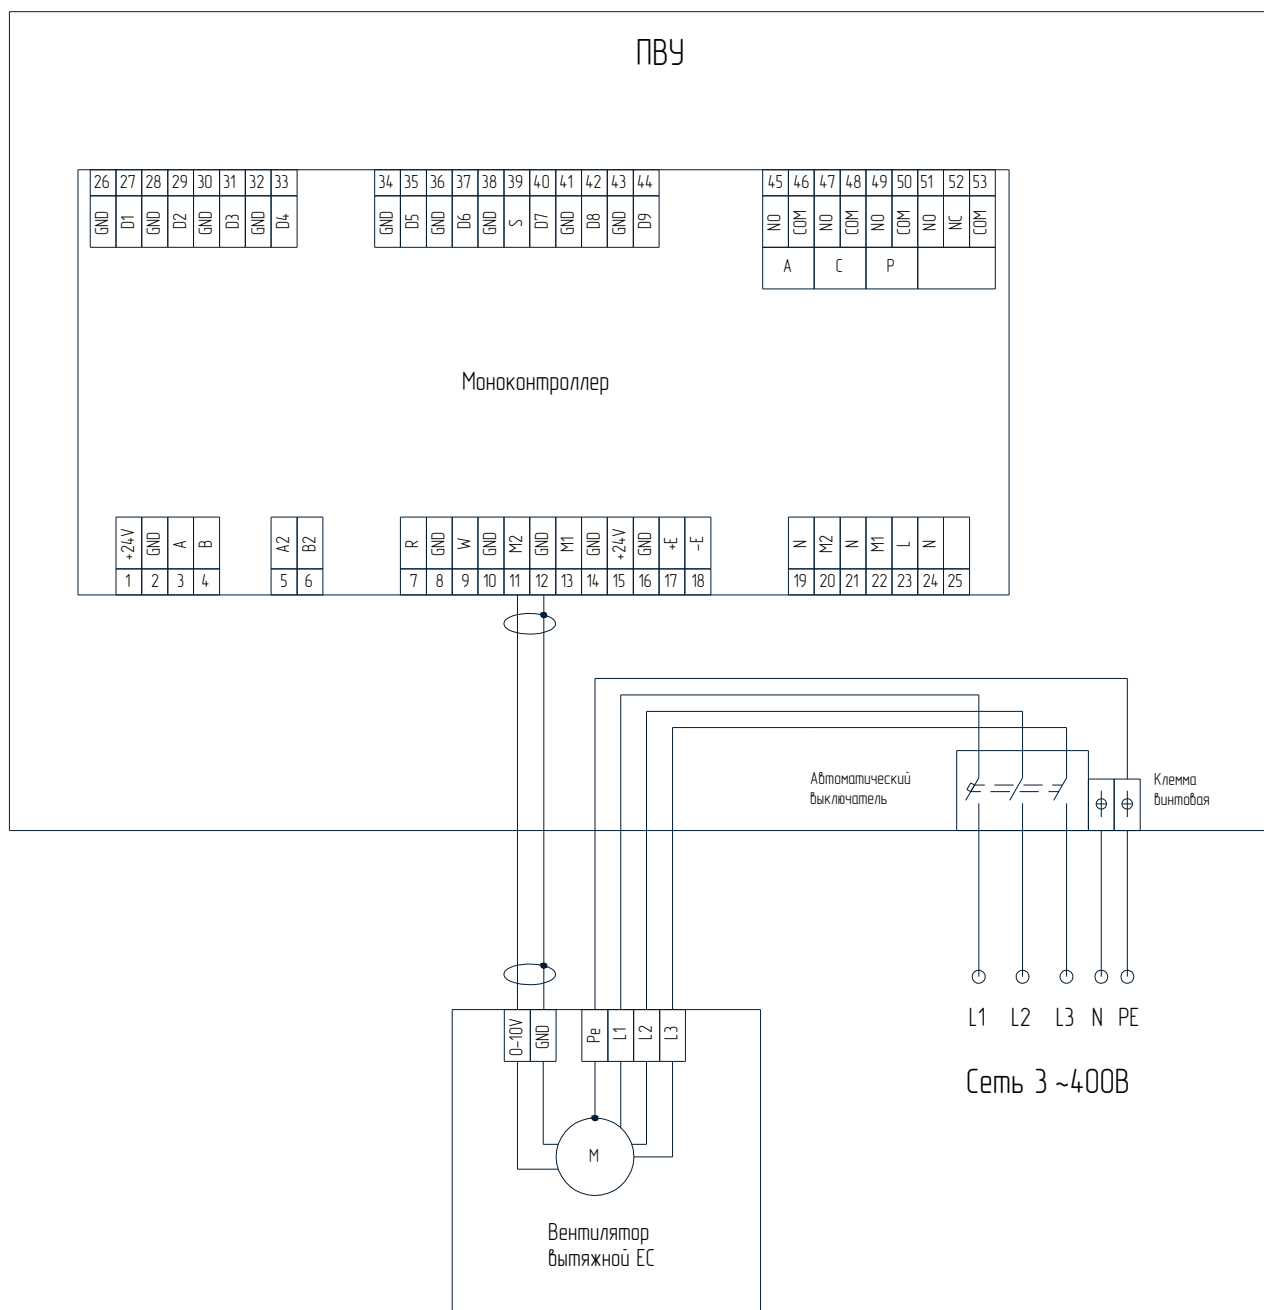 ПВУ
26 27 28 29 30 31 32 33 34 35 36 37 38 39 40 41 42 43 44 45 46 47 48 49 50 51 52 53
GND D1 GND D2 GND D3 GND D4 GND D5 GND D6 GND S D7 GND D8 GND D9 NO COM NO COM NO COM NO NC COM
A C P
Моноконтроллер
+24V GND A B A2 B2 R GND W GND M2 GND M1 GND +24V GND +E -E N M2 N M1 L N
1 2 3 4 5 6 7 8 9 10 11 12 13 14 15 16 17 18 19 20 21 22 23 24 25
Автоматический
выключатель
Клемма
винтовая
0-10V GND Pe L1 L2 L3
L1 L2 L3 N PE
Сеть 3 ~400В
M
Вентилятор
вытяжной ЕС